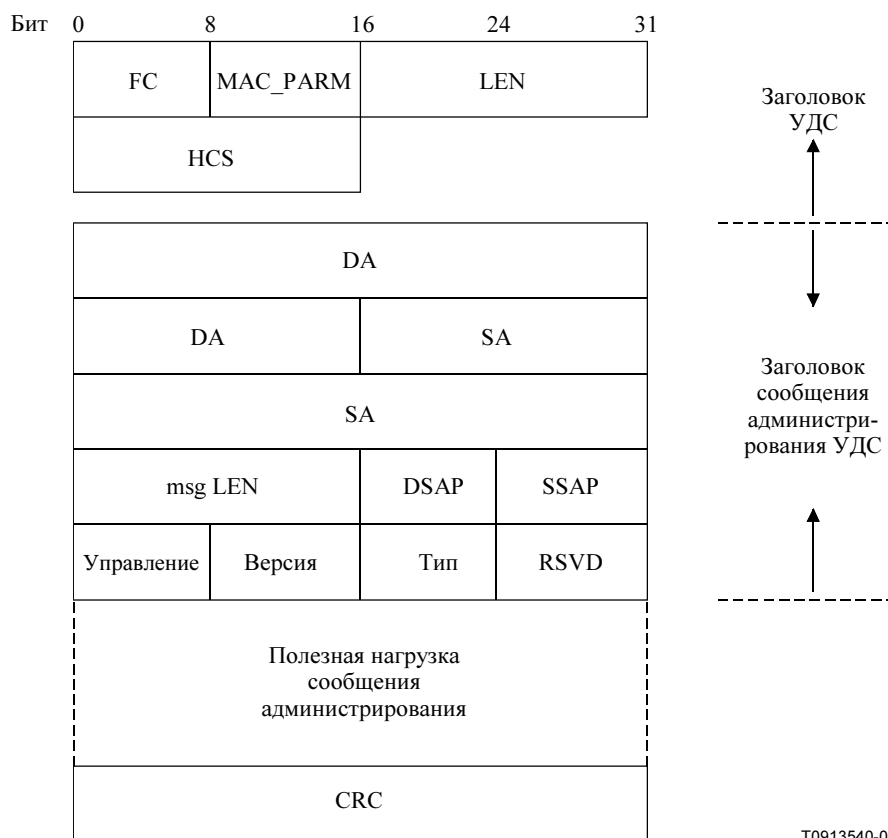 Бит 0 8 16 24 31
FC MAC_PARM LEN
HCS
Заголовок
УДС
DA
DA SA
SA
msg LEN DSAP SSAP
Управление Версия Тип RSVD
Заголовок
сообщения
администри-
рования УДС
Полезная нагрузка
сообщения
администрирования
CRC